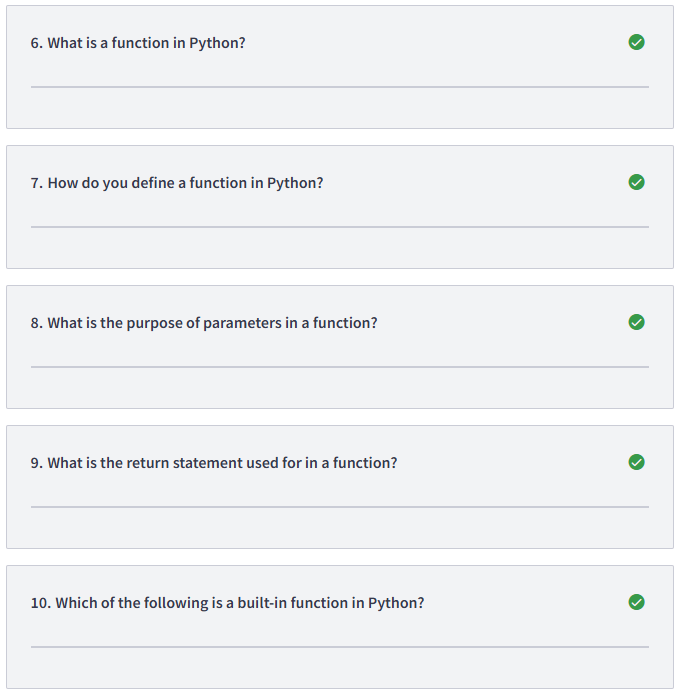 6. What is a function in Python?
7. How do you define a function in Python?
8. What is the purpose of parameters in a function?
9. What is the return statement used for in a function?
10. Which of the following is a built-in function in Python?